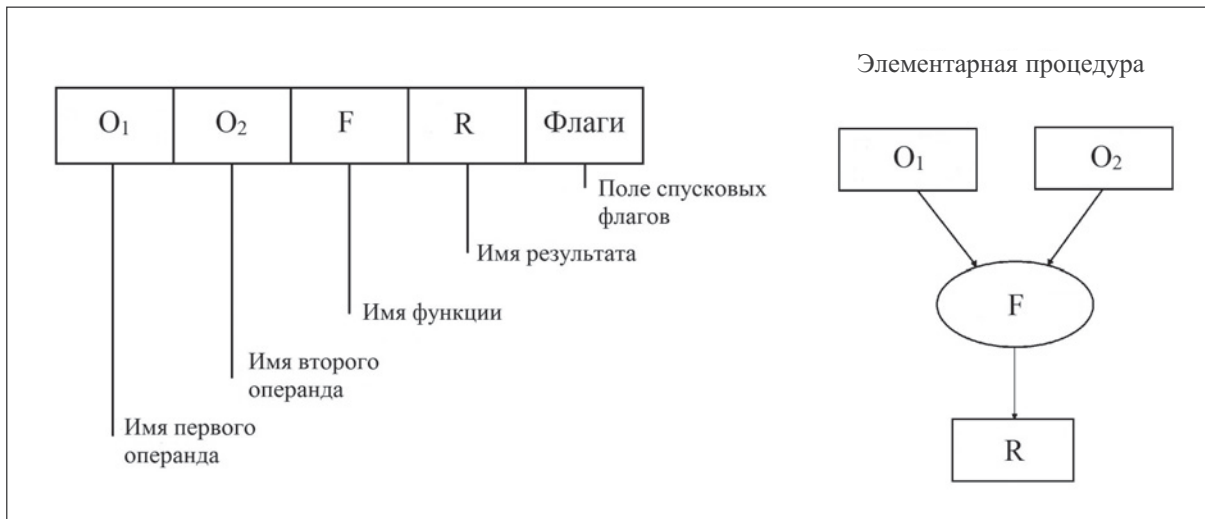 Элементарная процедура
O₁ O₂ F R Флаги
Поле спусковых
флагов
Имя результата
Имя функции
Имя второго
операнда
Имя первого
операнда
O₁ O₂
F
R